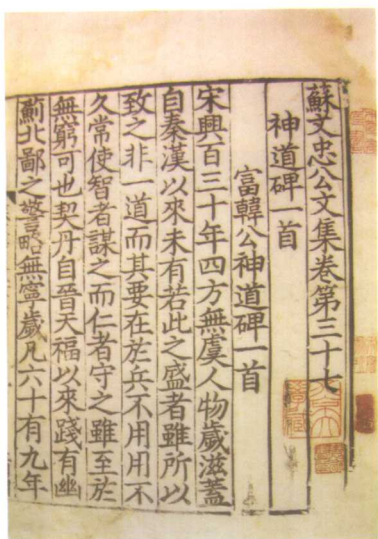 蘇文忠公文集卷第三十七
神道碑一首
富韓公神道碑一首
宋興百三十年四方無虞人物歲滋蓋
自秦漢以來未有若此之盛者雖所以
致之非一道而其要在於兵不用用不
久常使智者謀之而仁者守之雖至於
無窮可也契丹自晉天福以來踐有幽
薊北鄙之警略無寧歲凡六十有九年